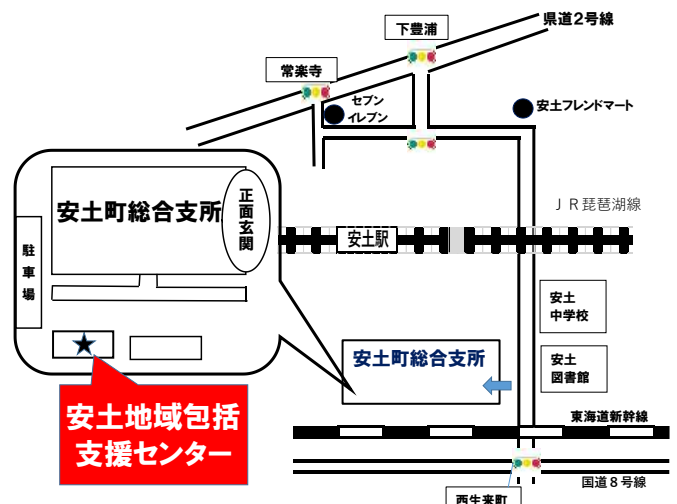 県道２号線
下豊浦
常楽寺
セブン
イレブン
安土フレンドマート
安土町総合支所
正面玄関
駐車場
ＪＲ琵琶湖線
安土駅
安土
中学校
安土町総合支所
安土
図書館
安土地域包括
支援センター
東海道新幹線
国道８号線
西生来町